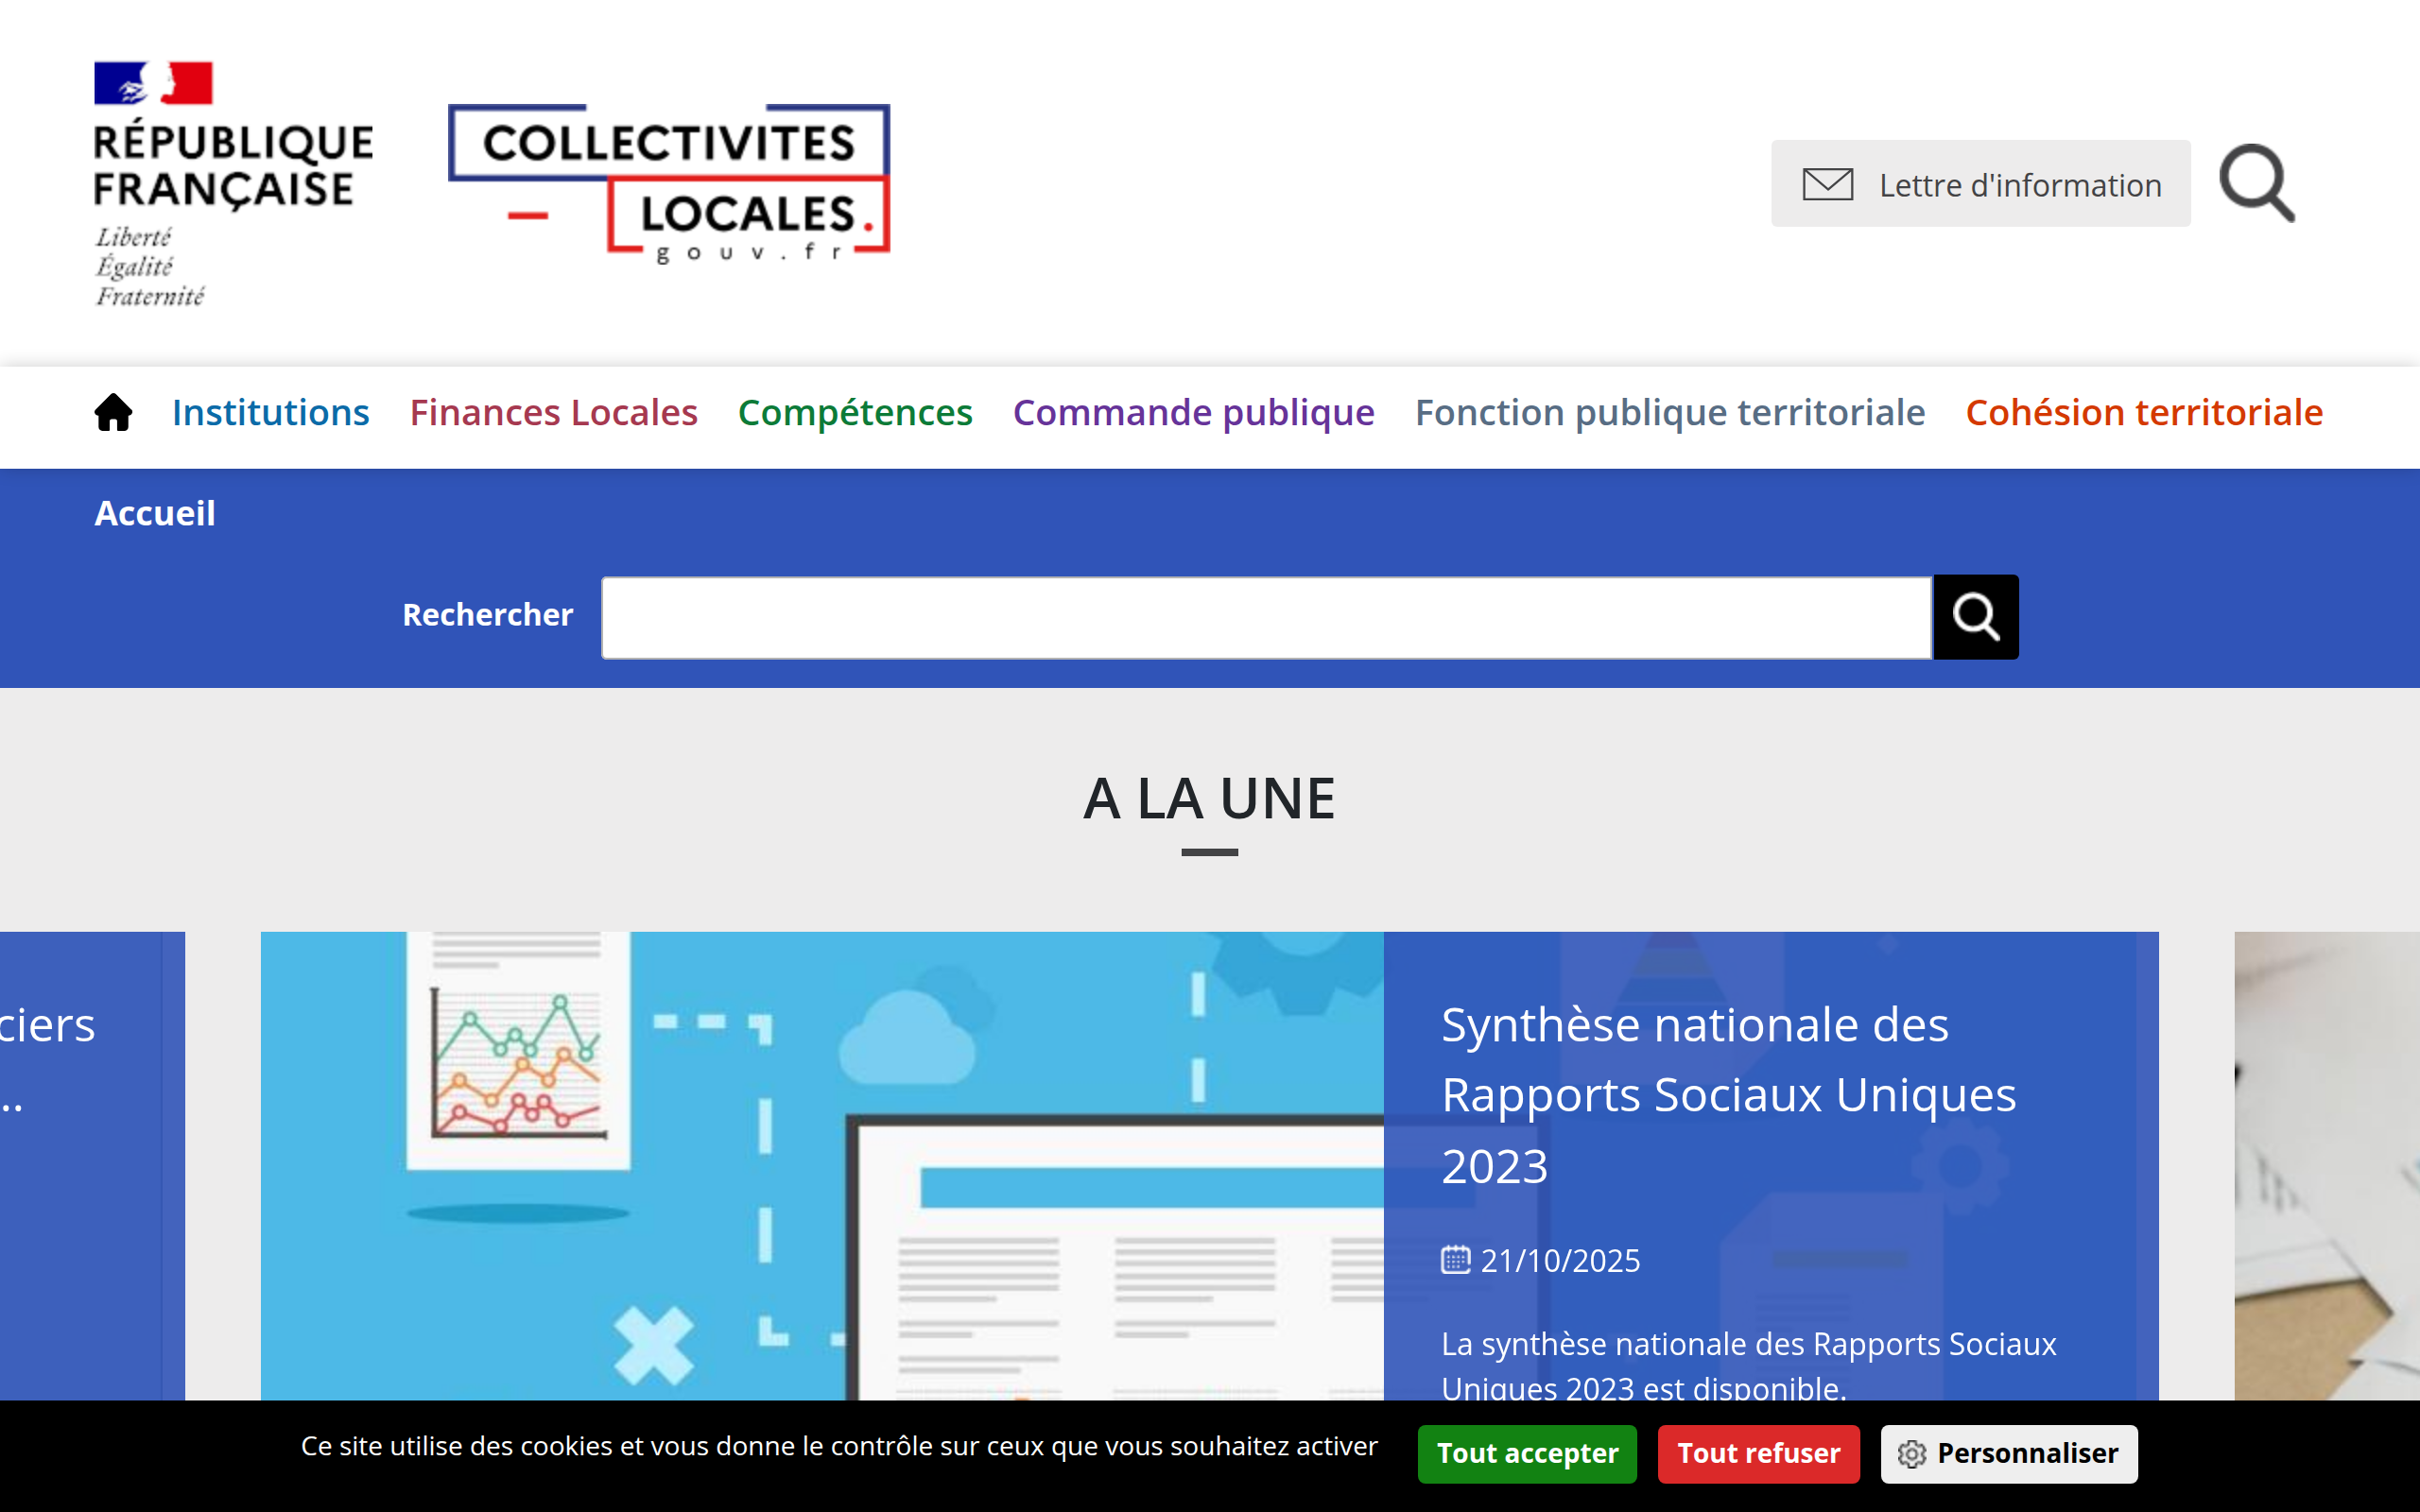 RÉPUBLIQUE
FRANÇAISE
Liberté
Égalité
Fraternité
COLLECTIVITES
LOCALES.
gouv.fr
Lettre d'information
Institutions Finances Locales Compétences Commande publique Fonction publique territoriale Cohésion territoriale
Accueil
Rechercher
A LA UNE
ciers
..
Synthèse nationale des
Rapports Sociaux Uniques
2023
21/10/2025
La synthèse nationale des Rapports Sociaux
Uniques 2023 est disponible.
Ce site utilise des cookies et vous donne le contrôle sur ceux que vous souhaitez activer
Tout accepter Tout refuser Personnaliser